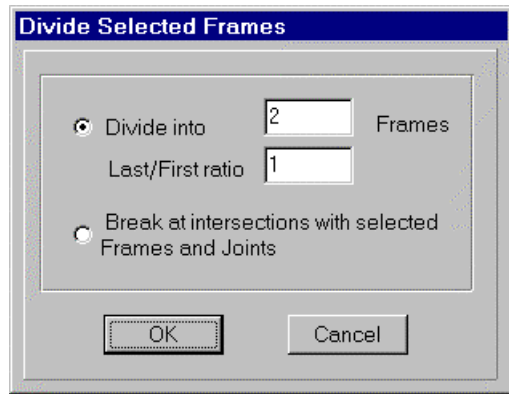 Divide Selected Frames
Divide into 2 Frames
Last/First ratio 1
Break at intersections with selected
Frames and Joints
OK Cancel